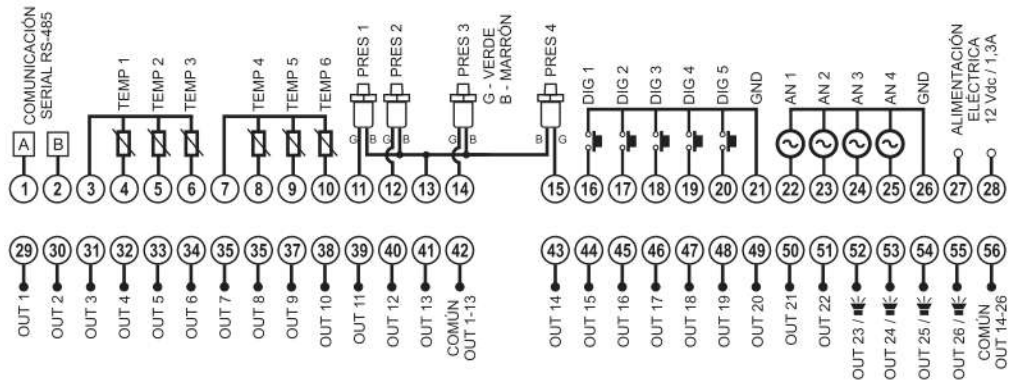 COMUNICACIÓN
SERIAL RS-485
TEMP 1
TEMP 2
TEMP 3
TEMP 4
TEMP 5
TEMP 6
PRES 1
PRES 2
PRES 3
G - VERDE
B - MARRÓN
PRES 4
DIG 1
DIG 2
DIG 3
DIG 4
DIG 5
GND
AN 1
AN 2
AN 3
AN 4
GND
ALIMENTACIÓN
ELÉCTRICA
12 Vdc / 1,3A
A B
G B G B G B B G
1 2 3 4 5 6 7 8 9 10 11 12 13 14 15 16 17 18 19 20 21 22 23 24 25 26 27 28
29 30 31 32 33 34 35 35 37 38 39 40 41 42 43 44 45 46 47 48 49 50 51 52 53 54 55 56
OUT 1
OUT 2
OUT 3
OUT 4
OUT 5
OUT 6
OUT 7
OUT 8
OUT 9
OUT 10
OUT 11
OUT 12
OUT 13
COMÚN
OUT 1-13
OUT 14
OUT 15
OUT 16
OUT 17
OUT 18
OUT 19
OUT 20
OUT 21
OUT 22
OUT 23 /
OUT 24 /
OUT 25 /
OUT 26 /
COMÚN
OUT 14-26